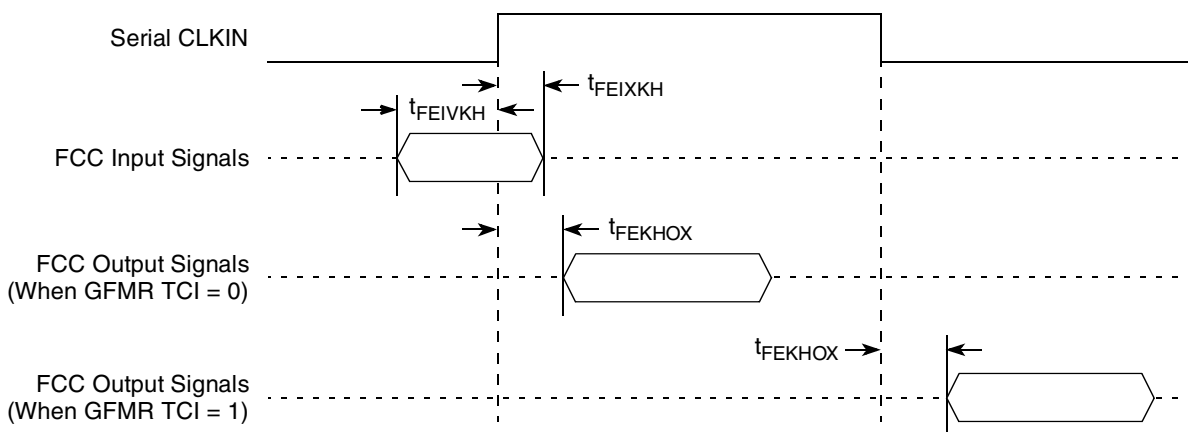 Serial CLKIN
tFEIXKH
tFEIVKH
FCC Input Signals
tFEKHOX
FCC Output Signals
(When GFMR TCI = 0)
tFEKHOX
FCC Output Signals
(When GFMR TCI = 1)